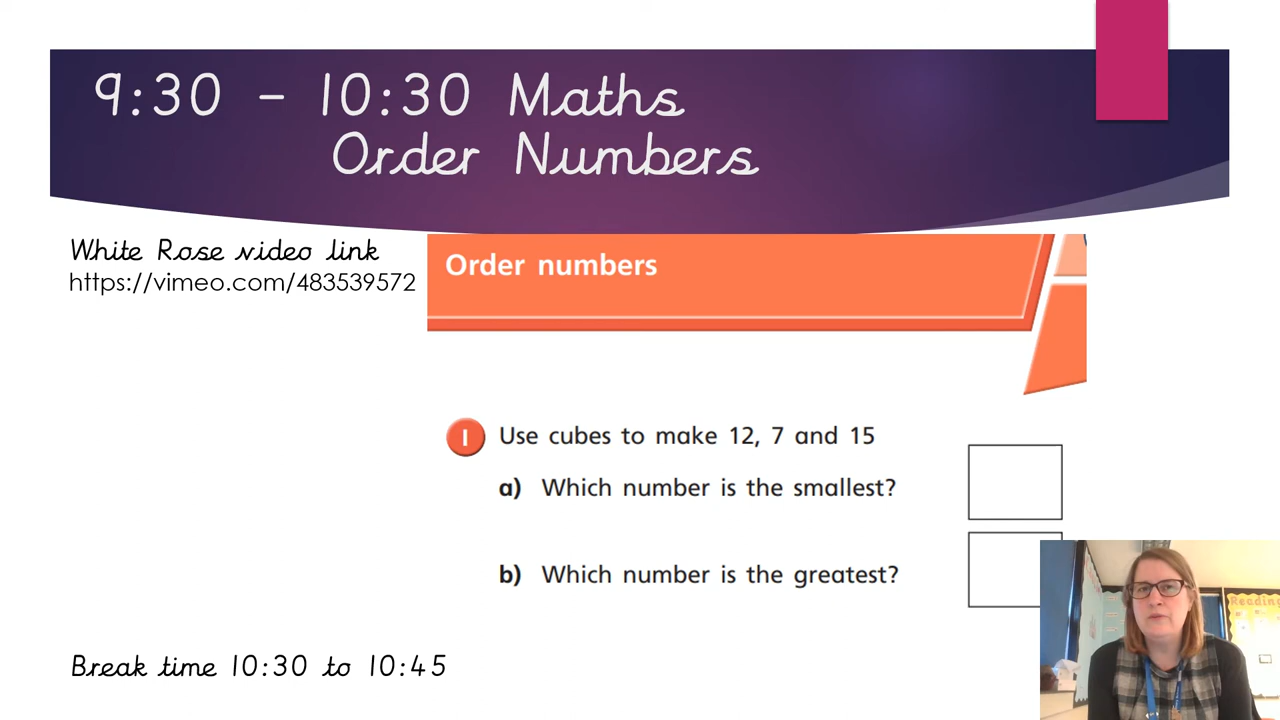 9:30 - 10:30 Maths
Order Numbers
White Rose video link
https://vimeo.com/483539572
Order numbers
1 Use cubes to make 12, 7 and 15
a) Which number is the smallest?
b) Which number is the greatest?
Reading
Break time 10:30 to 10:45